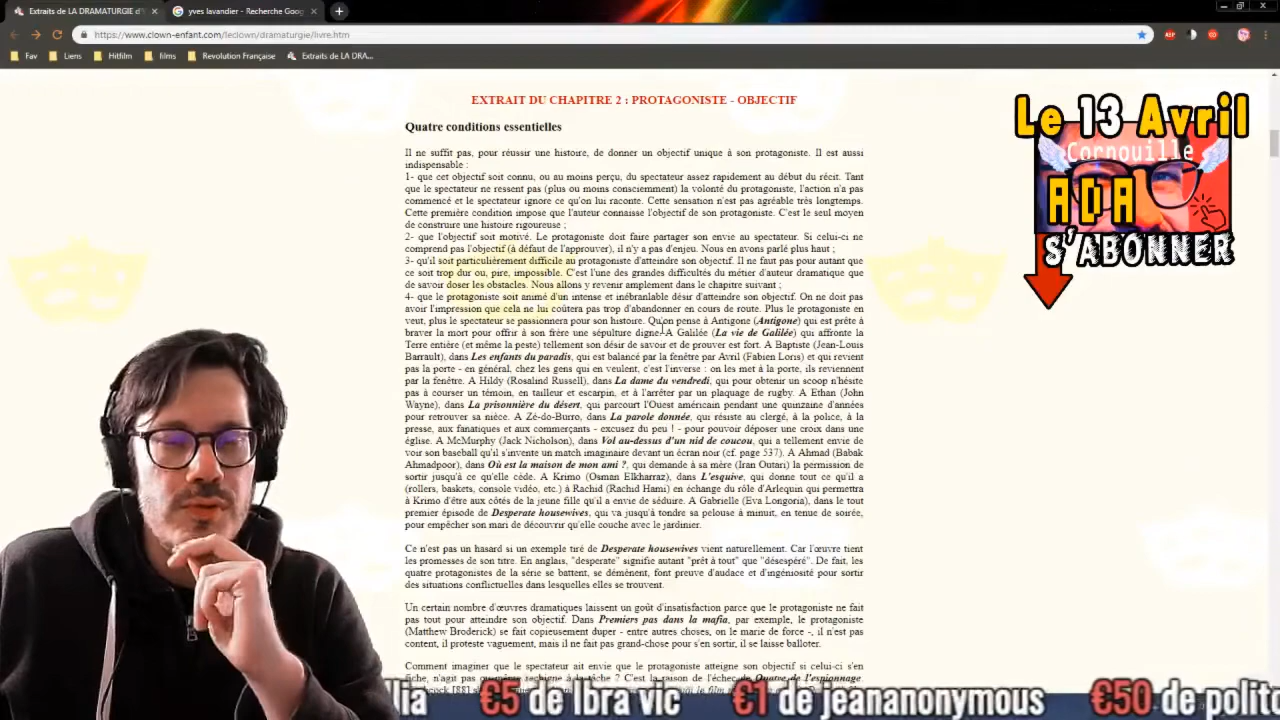 Extraits de LA DRAMATURGIE d'Y
yves lavandier - Recherche Goog
https://www.clown-enfant.com/leclown/dramaturgie/livre.htm
Fav
Liens
Hitfilm
films
Revolution Française
Extraits de LA DRA...
EXTRAIT DU CHAPITRE 2 : PROTAGONISTE - OBJECTIF
Quatre conditions essentielles
Il ne suffit pas, pour réussir une histoire, de donner un objectif unique à son protagoniste. Il est aussi
indispensable :
1- que cet objectif soit connu, ou au moins perçu, du spectateur assez rapidement au début du récit. Tant
que le spectateur ne ressent pas (plus ou moins consciemment) la volonté du protagoniste, l'action n'a pas
commencé et le spectateur ignore ce qu'on lui raconte. Cette sensation n'est pas agréable très longtemps.
Cette première condition impose que l'auteur connaisse l'objectif de son protagoniste. C'est le seul moyen
de construire une histoire rigoureuse ;
2- que l'objectif soit motivé. Le protagoniste doit faire partager son envie au spectateur. Si celui-ci ne
comprend pas l'objectif (à défaut de l'approuver), il n'y a pas d'enjeu. Nous en avons parlé plus haut ;
3- qu'il soit particulièrement difficile au protagoniste d'atteindre son objectif. Il ne faut pas pour autant que
ce soit trop dur ou, pire, impossible. C'est l'une des grandes difficultés du métier d'auteur dramatique que
de savoir doser les obstacles. Nous allons y revenir amplement dans le chapitre suivant ;
4- que le protagoniste soit animé d'un intense et inébranlable désir d'atteindre son objectif. On ne doit pas
avoir l'impression que cela ne lui coûtera pas trop d'abandonner en cours de route. Plus le protagoniste en
veut, plus le spectateur se passionnera pour son histoire. Qu'on pense à Antigone (Antigone) qui est prête à
braver la mort pour offrir à son frère une sépulture digne. A Galilée (La vie de Galilée) qui affronte la
Terre entière (et même la peste) tellement son désir de savoir et de prouver est fort. A Baptiste (Jean-Louis
Barrault), dans Les enfants du paradis, qui est balancé par la fenêtre par Avril (Fabien Loris) et qui revient
pas la porte - en général, chez les gens qui en veulent, c'est l'inverse : on les met à la porte, ils reviennent
par la fenêtre. A Hildy (Rosalind Russell), dans La dame du vendredi, qui pour obtenir un scoop n'hésite
pas à courser un témoin, en tailleur et escarpin, et à l'arrêter par un plaquage de rugby. A Ethan (John
Wayne), dans La prisonnière du désert, qui parcourt l'Ouest américain pendant une quinzaine d'années
pour retrouver sa nièce. A Zé-do-Burro, dans La parole donnée, qui résiste au clergé, à la police, à la
presse, aux fanatiques et aux commerçants - excusez du peu ! - pour pouvoir déposer une croix dans une
église. A McMurphy (Jack Nicholson), dans Vol au-dessus d'un nid de coucou, qui a tellement envie de
voir son baseball qu'il s'invente un match imaginaire devant un écran noir (cf. page 537). A Ahmad (Babak
Ahmadpoor), dans Où est la maison de mon ami ?, qui demande à sa mère (Iran Outari) la permission de
sortir jusqu'à ce qu'elle cède. A Krimo (Osman Elkharraz), dans L'esquive, qui donne tout ce qu'il a
(rollers, baskets, console vidéo, etc.) à Rachid (Rachid Hami) en échange du rôle d'Arlequin qui permettra
à Krimo d'être aux côtés de la jeune fille qu'il a envie de séduire. A Gabrielle (Eva Longoria), dans le tout
premier épisode de Desperate housewives, qui va jusqu'à tondre sa pelouse à minuit, en tenue de soirée,
pour empêcher son mari de découvrir qu'elle couche avec le jardinier.
Ce n'est pas un hasard si un exemple tiré de Desperate housewives vient naturellement. Car l'œuvre tient
les promesses de son titre. En anglais, "desperate" signifie autant "prêt à tout" que "désespéré". De fait, les
quatre protagonistes de la série se battent, se démènent, font preuve d'audace et d'ingéniosité pour sortir
des situations conflictuelles dans lesquelles elles se trouvent.
Un certain nombre d'œuvres dramatiques laissent un goût d'insatisfaction parce que le protagoniste ne fait
pas tout pour atteindre son objectif. Dans Premiers pas dans la mafia, par exemple, le protagoniste
(Matthew Broderick) se fait copieusement duper - entre autres choses, on le marie de force -, il n'est pas
content, il proteste vaguement, mais il ne fait pas grand-chose pour s'en sortir, il se laisse balloter.
Comment imaginer que le spectateur ait envie que le protagoniste atteigne son objectif si celui-ci s'en
fiche, n'agit pas ou même rechigne à la tâche ? C'est la raison de l'échec de Quatre de l'espionnage
Le 13 Avril
Cornouille
ADA
S'ABONNER
lia €5 de Ibra vic €1 de jeananonymous €50 de polite